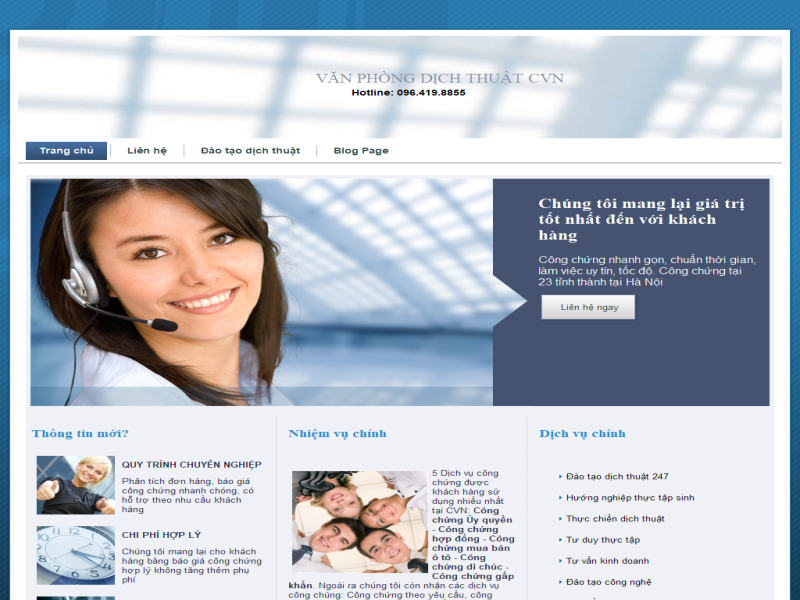 VĂN PHÒNG DỊCH THUẬT CVN
Hotline: 096.419.8855
Trang chủ
Liên hệ
Đào tạo dịch thuật
Blog Page
Chúng tôi mang lại giá trị
tốt nhất đến với khách
hàng
Công chứng nhanh gọn, chuẩn thời gian,
làm việc uy tín, tốc độ. Công chứng tại
23 tỉnh thành tại Hà Nội
Liên hệ ngay
Thông tin mới?
QUY TRÌNH CHUYÊN NGHIỆP
Phân tích đơn hàng, báo giá
công chứng nhanh chóng, có
hỗ trợ theo nhu cầu khách
hàng
CHI PHÍ HỢP LÝ
Chúng tôi mang lại cho khách
hàng bảng báo giá công chứng
hợp lý không tăng thêm phụ
phí
Nhiệm vụ chính
5 Dịch vụ công
chứng được
khách hàng sử
dụng nhiều nhất
tại CVN: Công
chứng Ủy quyền
- Công chứng
hợp đồng - Công
chứng mua bán
ô tô - Công
chứng di chúc -
Công chứng gấp
khẩn. Ngoài ra chúng tôi còn nhận các dịch vụ
công chúng: Công chứng theo yêu cầu, công
Dịch vụ chính
Đào tạo dịch thuật 247
Hướng nghiệp thực tập sinh
Thực chiến dịch thuật
Tư duy thực tập
Tư vấn kinh doanh
Đào tạo công nghệ